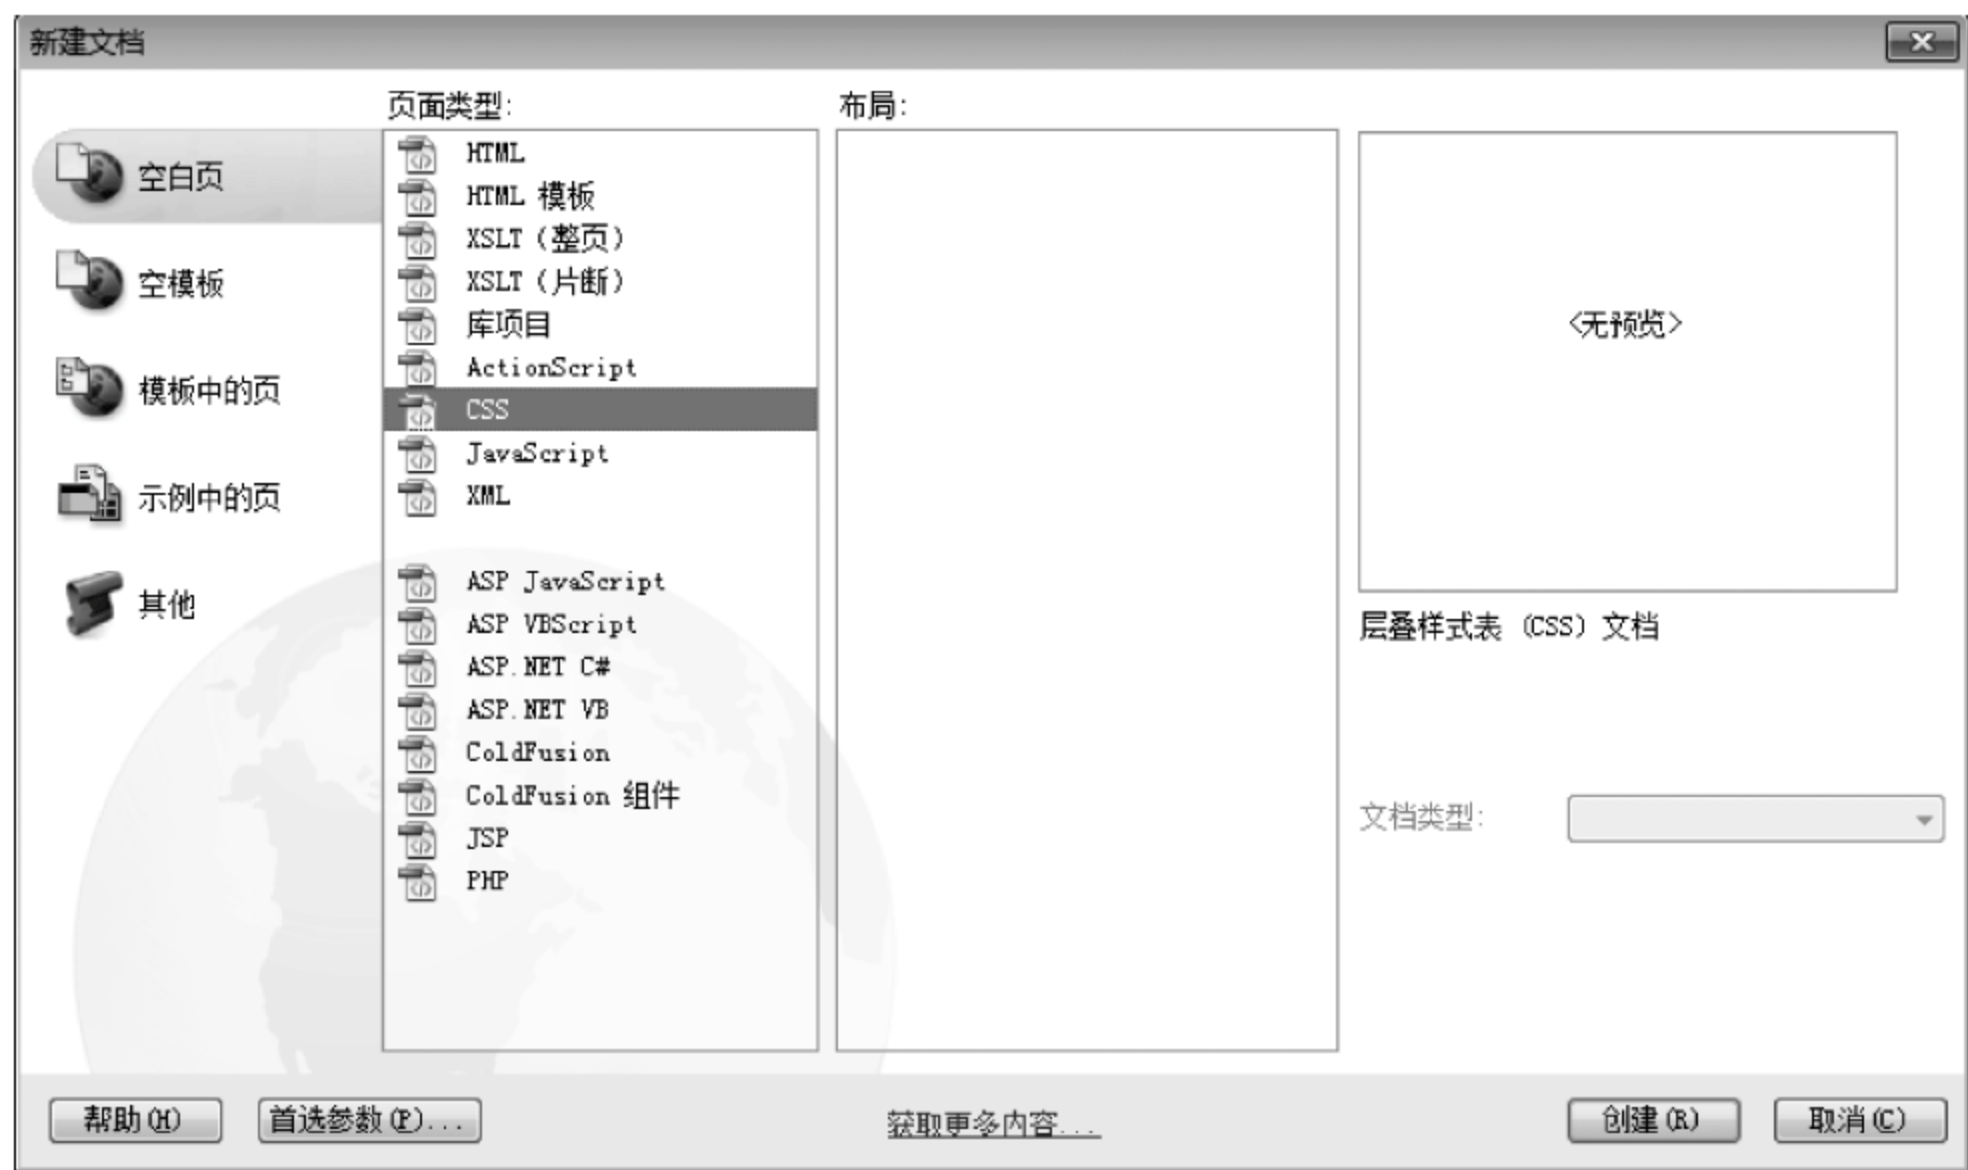 新建文档
页面类型:
布局:
空白页
空模板
模板中的页
示例中的页
其他
HTML
HTML 模板
XSLT（整页）
XSLT（片断）
库项目
ActionScript
CSS
JavaScript
XML
ASP JavaScript
ASP VBScript
ASP.NET C#
ASP.NET VB
ColdFusion
ColdFusion 组件
JSP
PHP
<无预览>
层叠样式表（CSS）文档
文档类型:
帮助(H)
首选参数(P)...
获取更多内容...
创建(R)
取消(C)